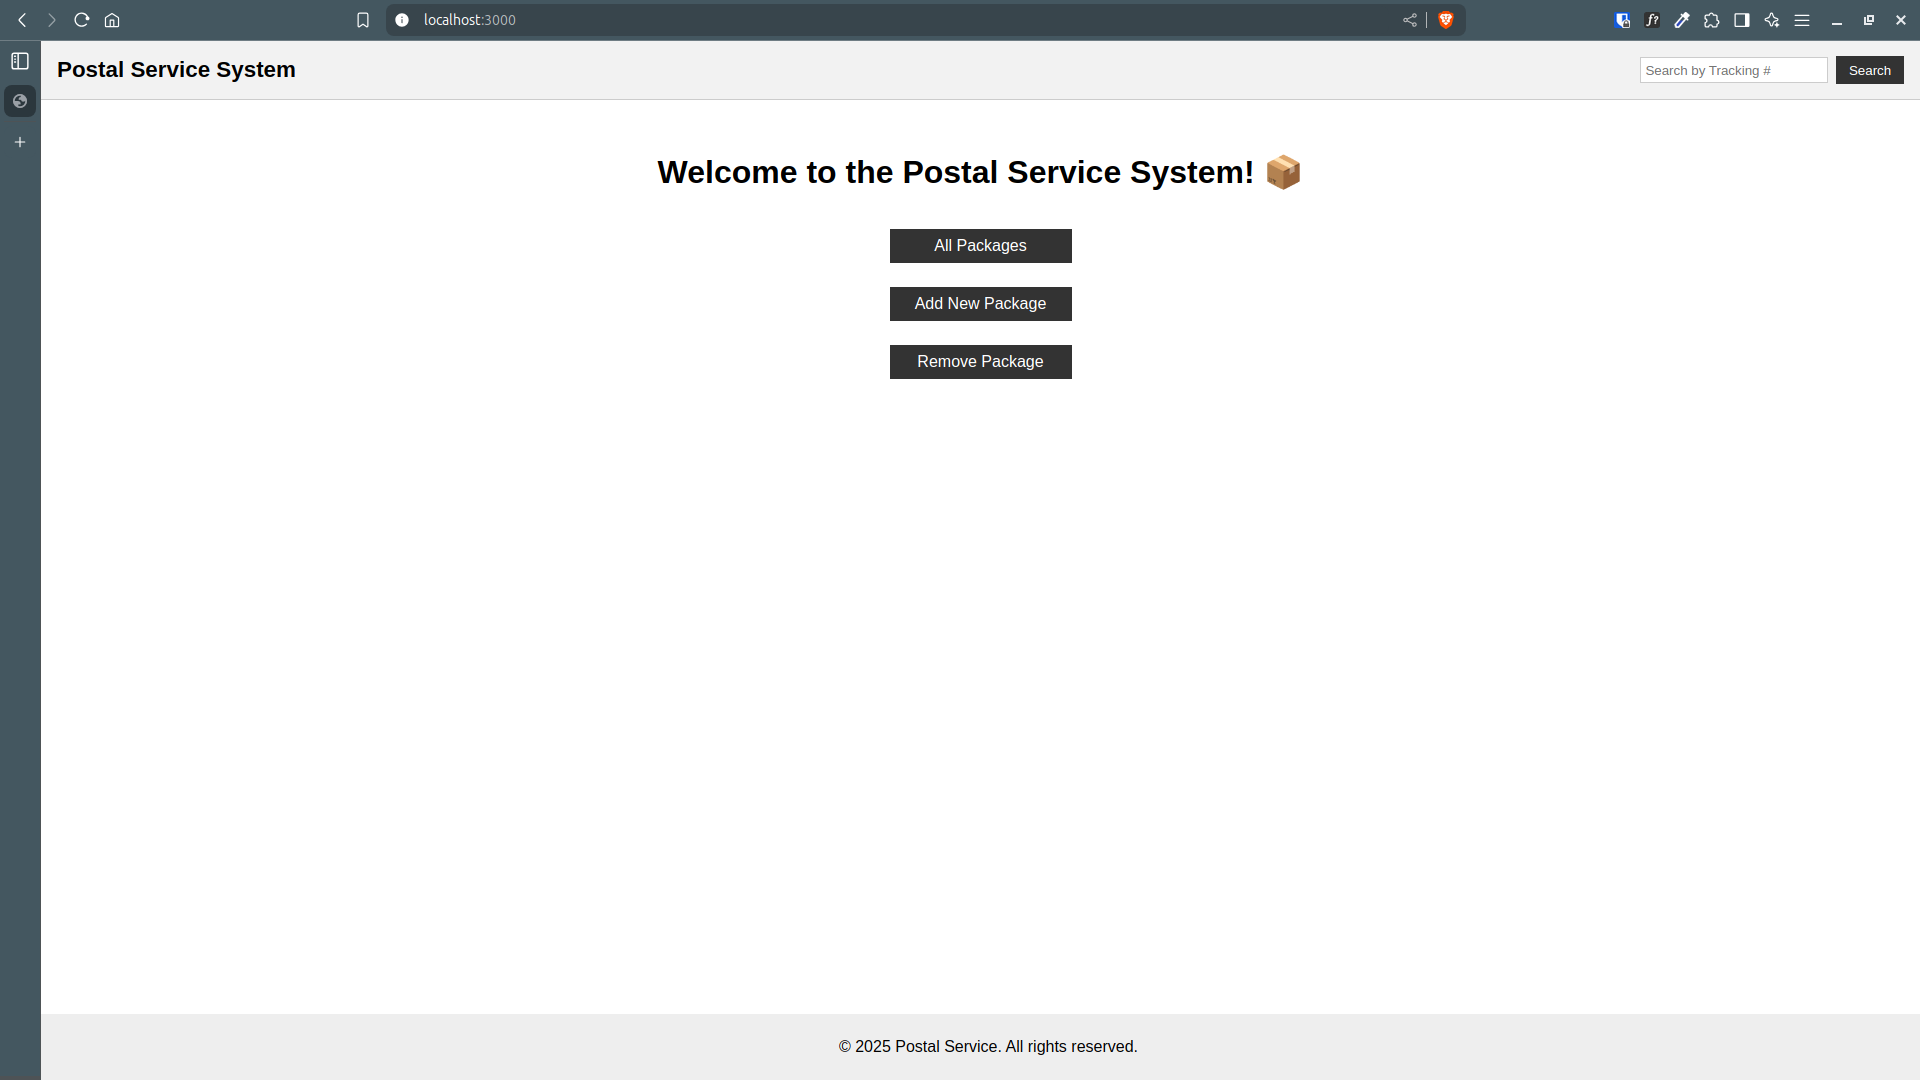 localhost:3000
Postal Service System
Search by Tracking #
Search
Welcome to the Postal Service System! 📦
All Packages
Add New Package
Remove Package
© 2025 Postal Service. All rights reserved.